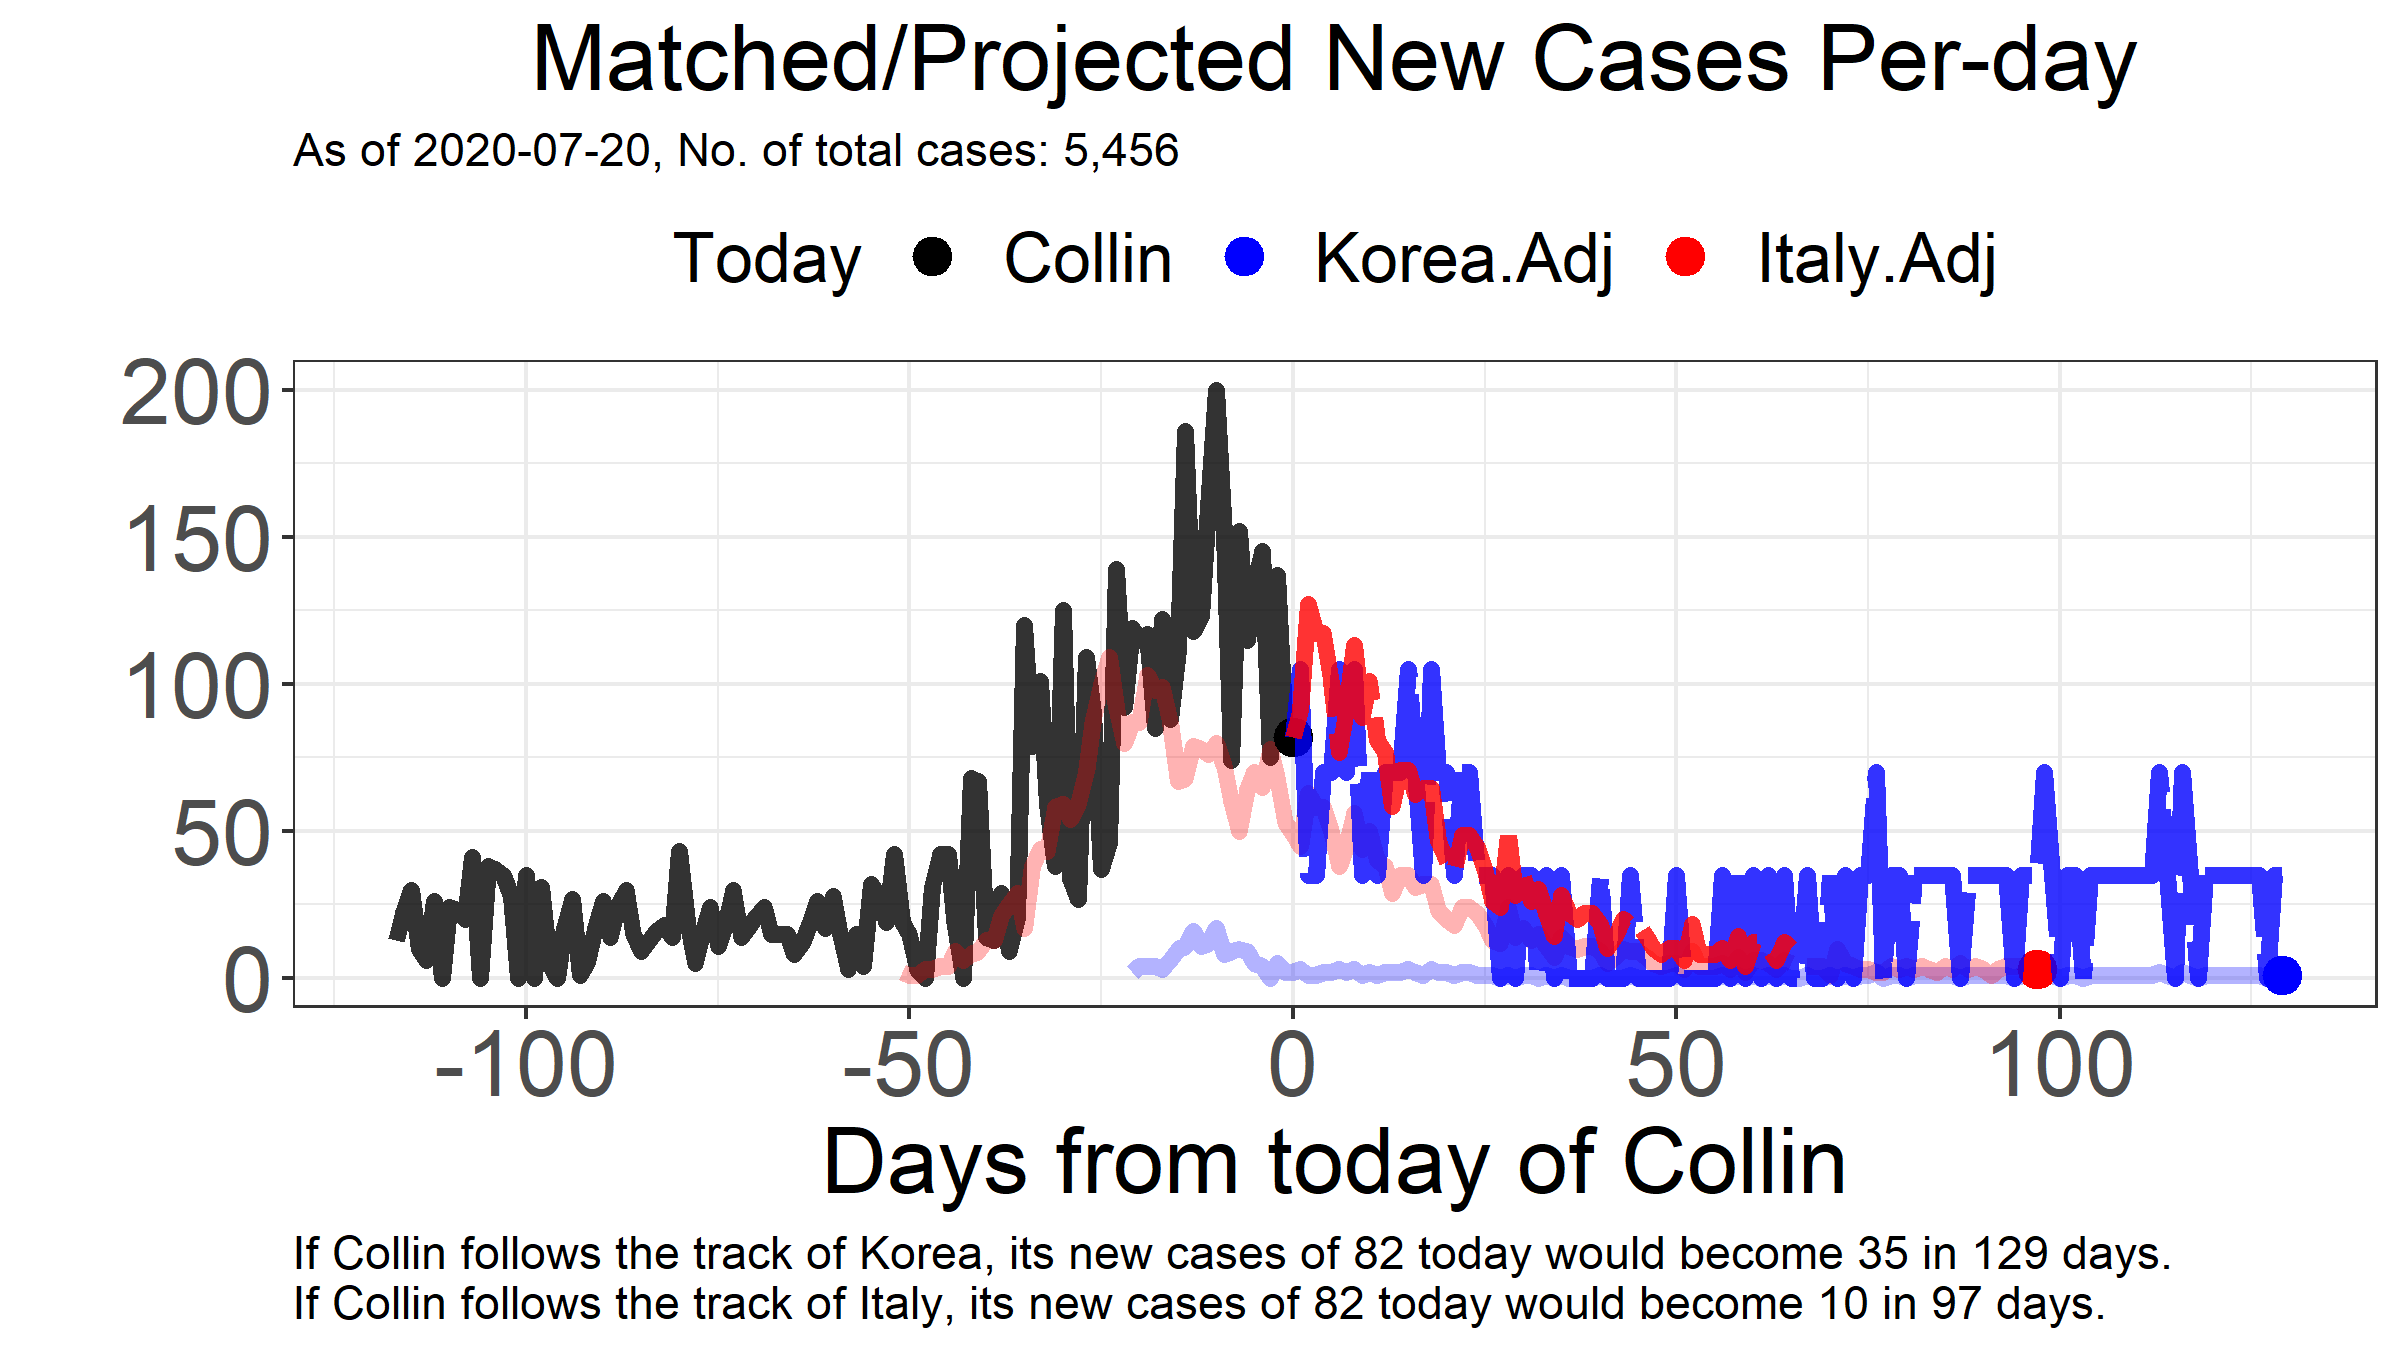 Matched/Projected New Cases Per-day
As of 2020-07-20, No. of total cases: 5,456
Today Collin Korea.Adj Italy.Adj
200
150
100
50
0
-100 -50 0 50 100
Days from today of Collin
If Collin follows the track of Korea, its new cases of 82 today would become 35 in 129 days.
If Collin follows the track of Italy, its new cases of 82 today would become 10 in 97 days.